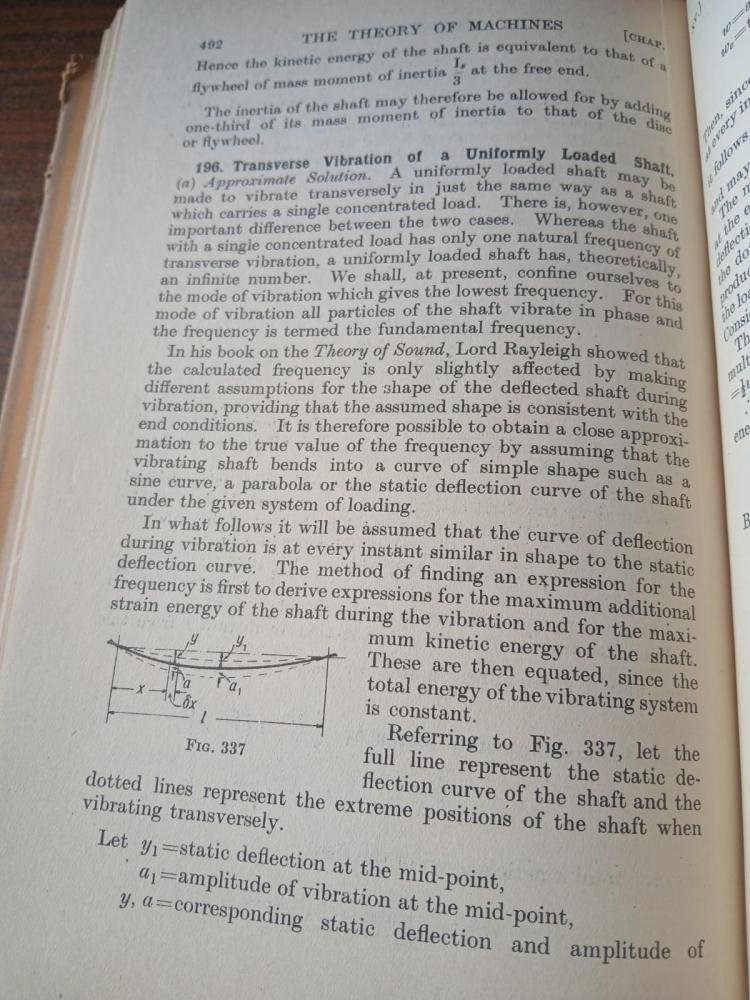 492 THE THEORY OF MACHINES [CHAP.
Hence the kinetic energy of the shaft is equivalent to that of a
flywheel of mass moment of inertia Iₛ/3 at the free end.
The inertia of the shaft may therefore be allowed for by adding
one-third of its mass moment of inertia to that of the disc
or flywheel.
196. Transverse Vibration of a Uniformly Loaded Shaft.
(a) Approximate Solution. A uniformly loaded shaft may be
made to vibrate transversely in just the same way as a shaft
which carries a single concentrated load. There is, however, one
important difference between the two cases. Whereas the shaft
with a single concentrated load has only one natural frequency of
transverse vibration, a uniformly loaded shaft has, theoretically,
an infinite number. We shall, at present, confine ourselves to
the mode of vibration which gives the lowest frequency. For this
mode of vibration all particles of the shaft vibrate in phase and
the frequency is termed the fundamental frequency.
In his book on the Theory of Sound, Lord Rayleigh showed that
the calculated frequency is only slightly affected by making
different assumptions for the shape of the deflected shaft during
vibration, providing that the assumed shape is consistent with the
end conditions. It is therefore possible to obtain a close approxi-
mation to the true value of the frequency by assuming that the
vibrating shaft bends into a curve of simple shape such as a
sine curve, a parabola or the static deflection curve of the shaft
under the given system of loading.
In what follows it will be assumed that the curve of deflection
during vibration is at every instant similar in shape to the static
deflection curve. The method of finding an expression for the
frequency is first to derive expressions for the maximum additional
strain energy of the shaft during the vibration and for the maxi-
mum kinetic energy of the shaft.
These are then equated, since the
total energy of the vibrating system
is constant.
y y₁
x a a₁
δx
l
FIG. 337
Referring to Fig. 337, let the
full line represent the static de-
flection curve of the shaft and the
dotted lines represent the extreme positions of the shaft when
vibrating transversely.
Let y₁=static deflection at the mid-point,
a₁=amplitude of vibration at the mid-point,
y, a=corresponding static deflection and amplitude of